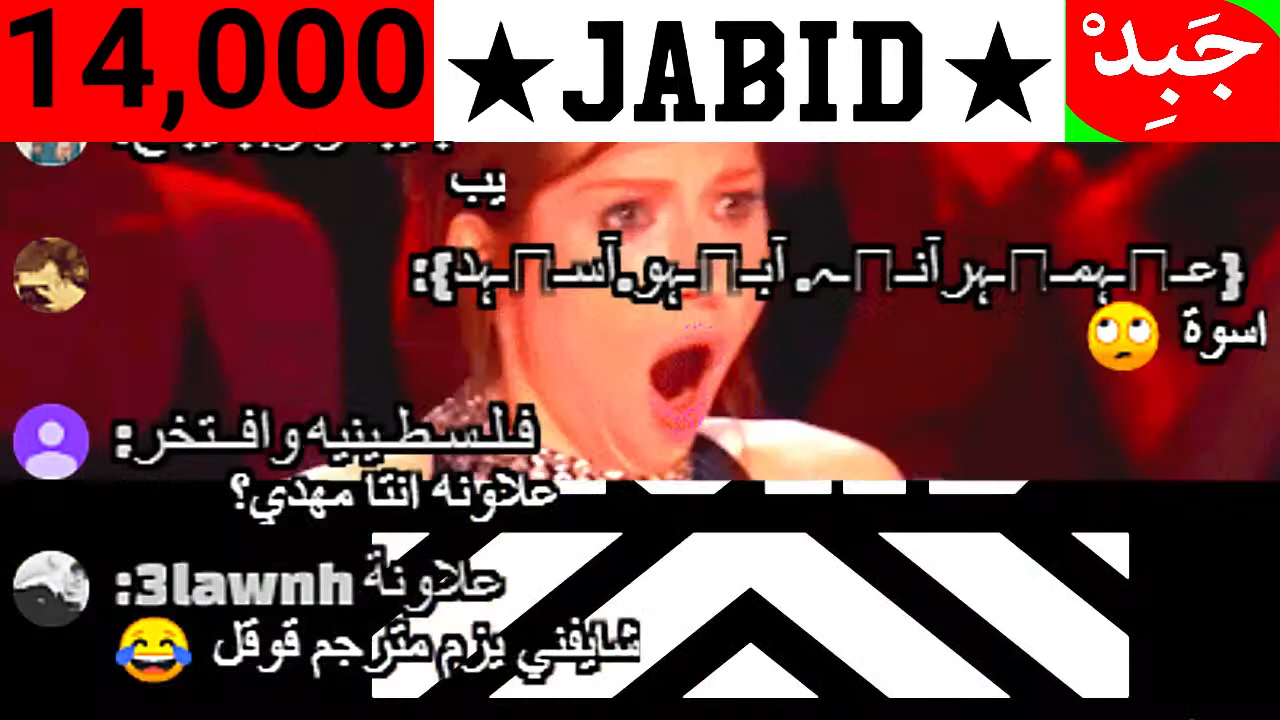 14,000
★JABID★
جَبِدْ
يب
اسوة 🙄
فلسطينيه وافتخر:
علاونه انتا مهدي؟
علاونة 3lawnh:
شايفني يزم مترجم قوقل 😂